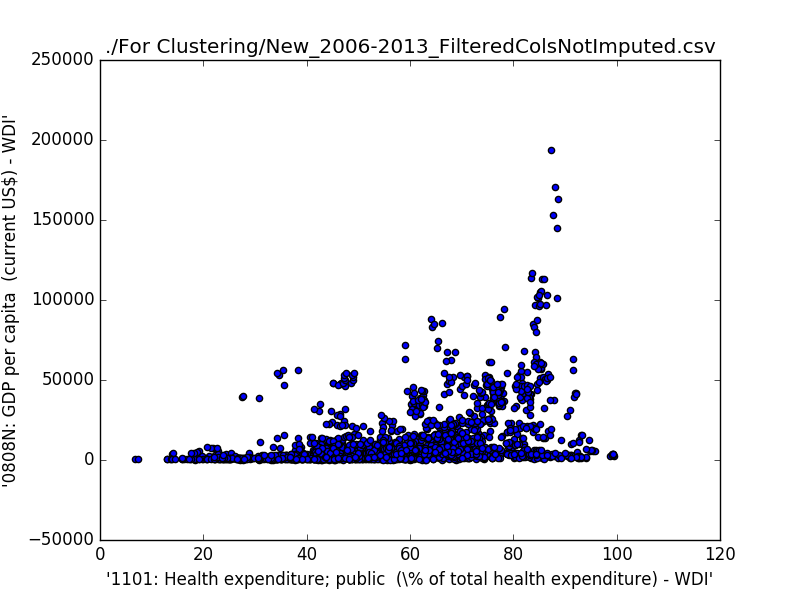 ./For Clustering/New_2006-2013_FilteredColsNotImputed.csv
250000
200000
150000
100000
50000
0
−50000
'0808N: GDP per capita  (current US$) - WDI'
0 20 40 60 80 100 120
'1101: Health expenditure; public  (\% of total health expenditure) - WDI'